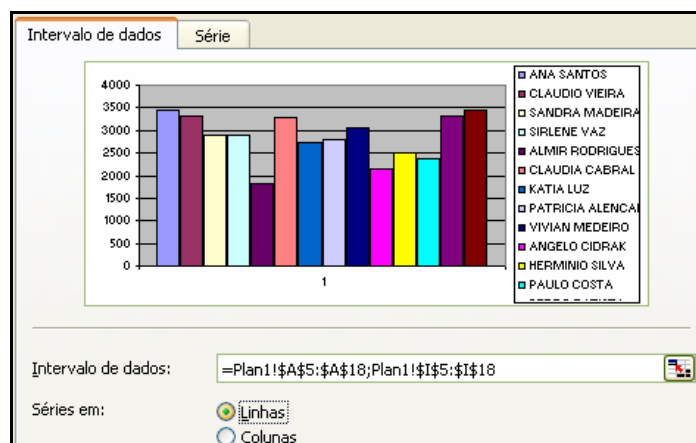 Intervalo de dados Série
4000
3500
3000
2500
2000
1500
1000
500
0
1
ANA SANTOS
CLAUDIO VIEIRA
SANDRA MADEIRA
SIRLENE VAZ
ALMIR RODRIGUES
CLAUDIA CABRAL
KATIA LUZ
PATRICIA ALENCAI
VIVIAN MEDEIRO
ANGELO CIDRAK
HERMINIO SILVA
PAULO COSTA
Intervalo de dados: =Plan1!$A$5:$A$18;Plan1!$I$5:$I$18
Séries em: Linhas
Colunas